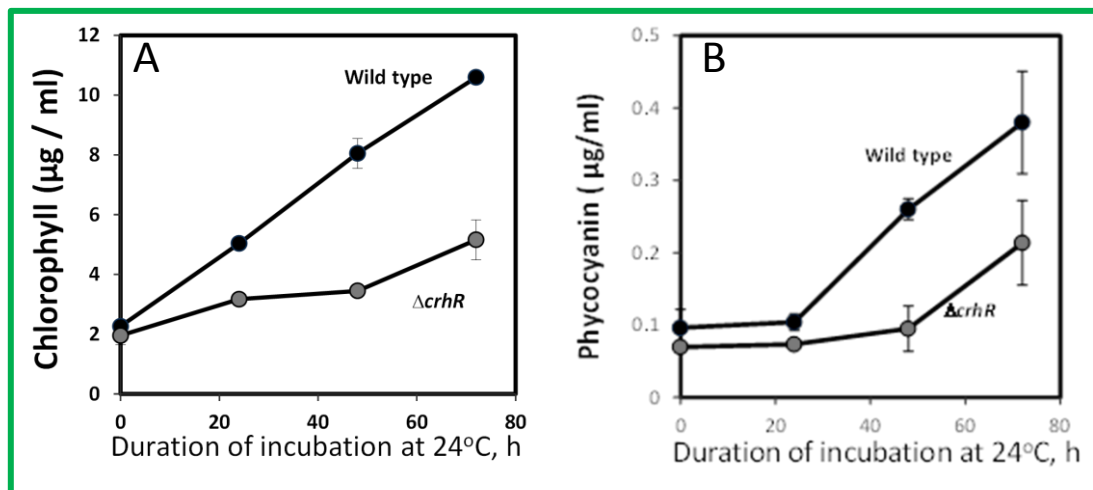 A
Chlorophyll (µg / ml)
12
10
8
6
4
2
0
Wild type
∆crhR
0 20 40 60 80
Duration of incubation at 24°C, h
B
Phycocyanin ( µg/ml)
0.5
0.4
0.3
0.2
0.1
0
Wild type
∆crhR
0 20 40 60 80
Duration of incubation at 24°C, h